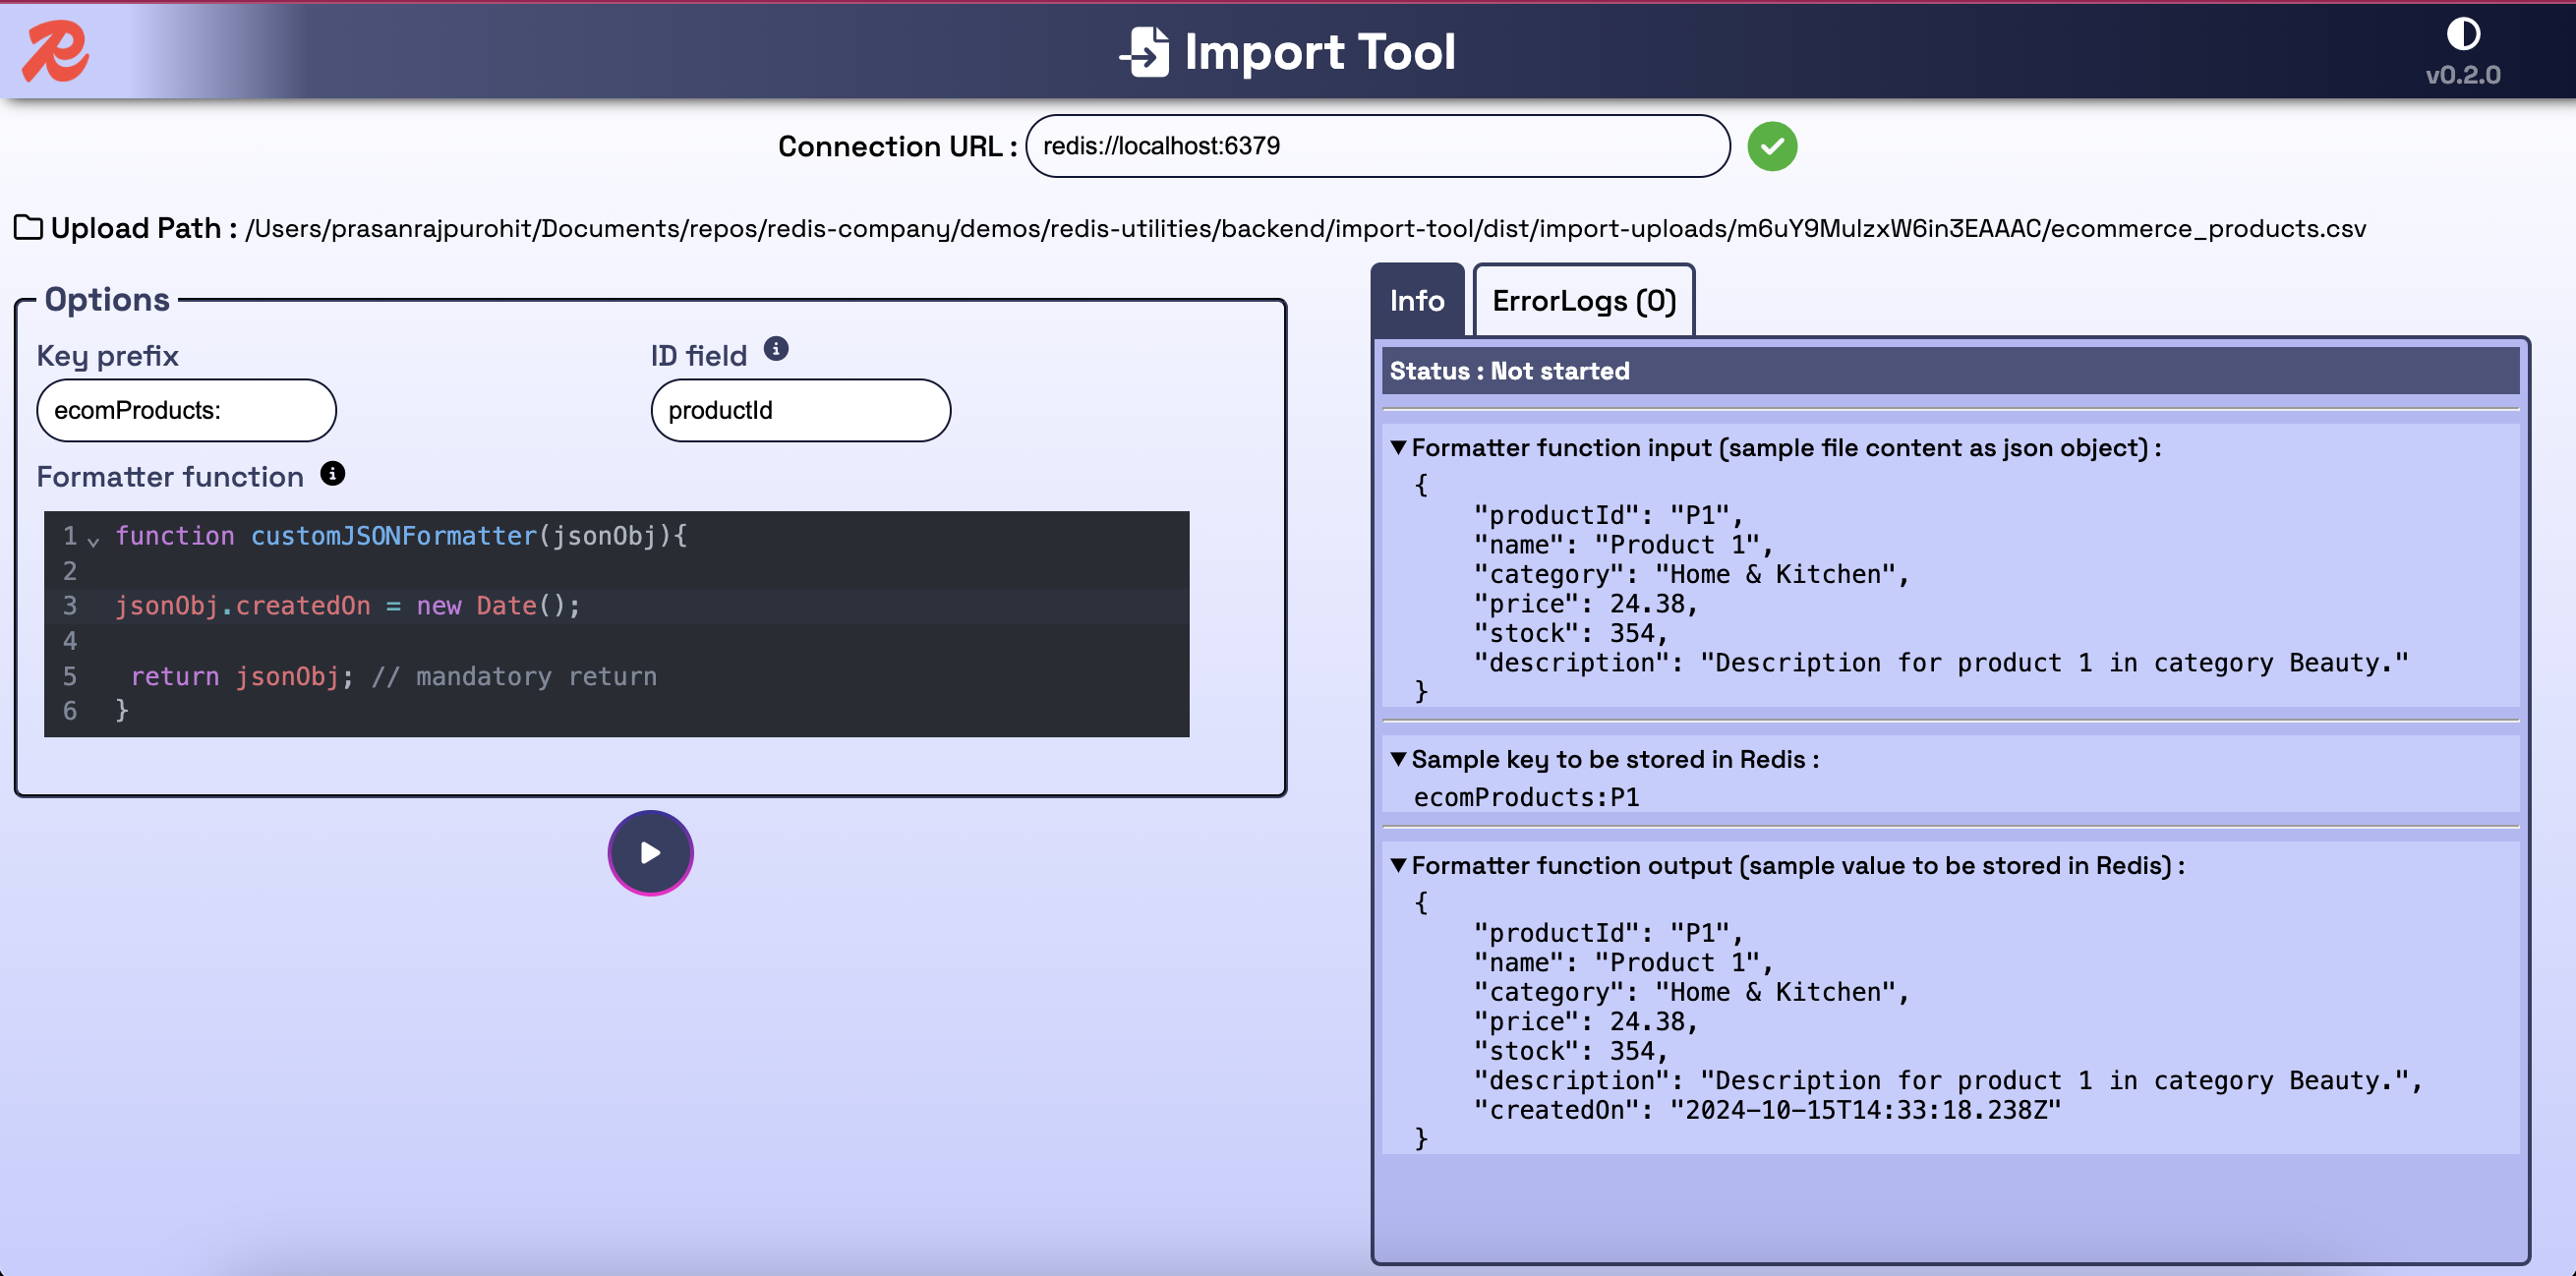 Import Tool
v0.2.0
Connection URL : redis://localhost:6379
Upload Path : /Users/prasanrajpurohit/Documents/repos/redis-company/demos/redis-utilities/backend/import-tool/dist/import-uploads/m6uY9MulzxW6in3EAAAC/ecommerce_products.csv
Options
Key prefix
ecomProducts:
ID field
productId
Formatter function
1 function customJSONFormatter(jsonObj){
2
3 jsonObj.createdOn = new Date();
4
5 return jsonObj; // mandatory return
6 }
Info
ErrorLogs (0)
Status : Not started
Formatter function input (sample file content as json object) :
{
"productId": "P1",
"name": "Product 1",
"category": "Home & Kitchen",
"price": 24.38,
"stock": 354,
"description": "Description for product 1 in category Beauty."
}
Sample key to be stored in Redis :
ecomProducts:P1
Formatter function output (sample value to be stored in Redis) :
{
"productId": "P1",
"name": "Product 1",
"category": "Home & Kitchen",
"price": 24.38,
"stock": 354,
"description": "Description for product 1 in category Beauty.",
"createdOn": "2024-10-15T14:33:18.238Z"
}